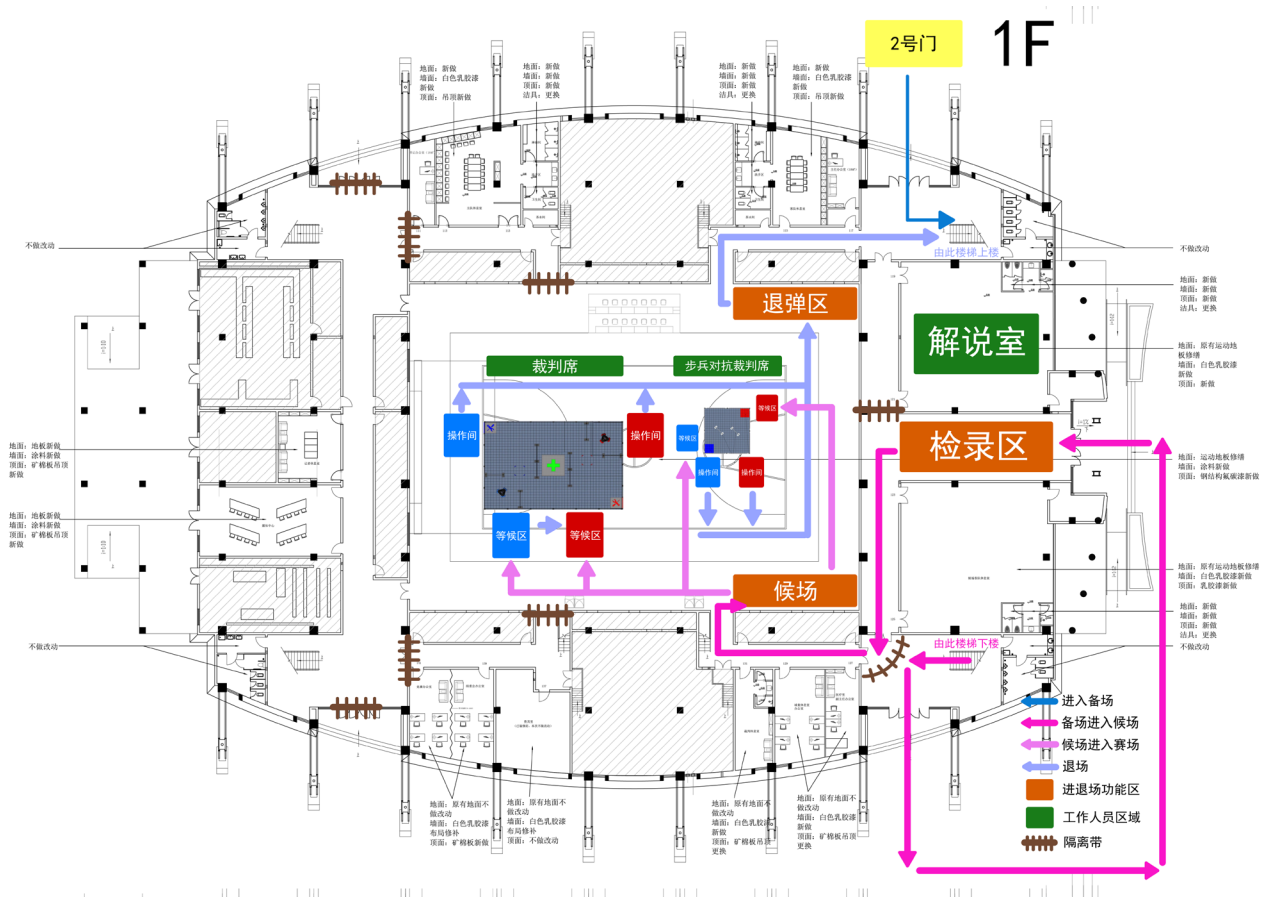 2号门
1F
地面：新做
墙面：白色乳胶漆
新做
顶面：吊顶新做
地面：新做
墙面：新做
顶面：新做
洁具：更换
地面：新做
墙面：新做
顶面：新做
洁具：更换
地面：新做
墙面：白色乳胶漆
新做
顶面：吊顶新做
不做改动
由此楼梯上楼
不做改动
退弹区
地面：新做
墙面：新做
顶面：新做
洁具：更换
解说室
地面：原有运动地
板修缮
墙面：白色乳胶漆
新做
顶面：新做
裁判席
步兵对抗裁判席
等候区
操作间
操作间
等候区
检录区
操作间
操作间
地面：地板新做
墙面：涂料新做
顶面：矿棉板吊顶
新做
地面：运动地板修缮
墙面：涂料新做
顶面：钢结构氟碳漆新做
地面：地板新做
墙面：涂料新做
顶面：矿棉板吊顶
新做
等候区
等候区
候场
地面：原有运动地板修缮
墙面：白色乳胶漆新做
顶面：乳胶漆新做
地面：新做
墙面：新做
顶面：新做
洁具：更换
不做改动
由此楼梯下楼
不做改动
进入备场
备场进入候场
候场进入赛场
退场
进退场功能区
工作人员区域
隔离带
地面：原有地面不
做改动
墙面：白色乳胶漆
布局修补
顶面：矿棉板新做
地面：原有地面不
做改动
墙面：白色乳胶漆
布局修补
顶面：不做改动
地面：原有地面不
做改动
墙面：白色乳胶漆
新做
顶面：矿棉板吊顶
更换
地面：原有地面不
做改动
墙面：白色乳胶漆
新做
顶面：矿棉板吊顶
更换